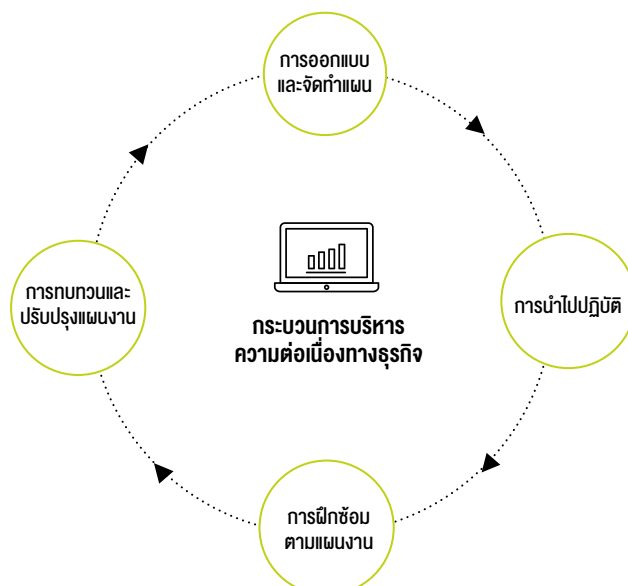 การออกแบบ
และจัดทำแผน
การทบทวนและ
ปรับปรุงแผนงาน
การนำไปปฏิบัติ
กระบวนการบริหาร
ความต่อเนื่องทางธุรกิจ
การฝึกซ้อม
ตามแผนงาน